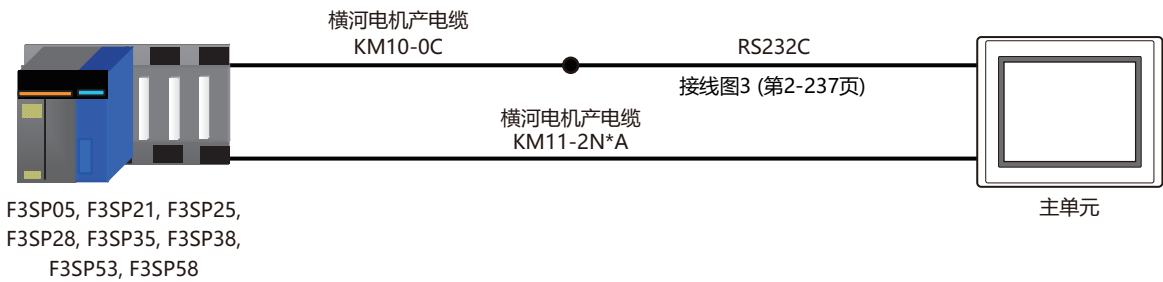 横河电机产电缆
KM10-0C
RS232C
接线图3 (第2-237页)
横河电机产电缆
KM11-2N*A
F3SP05, F3SP21, F3SP25,
F3SP28, F3SP35, F3SP38,
F3SP53, F3SP58
主单元